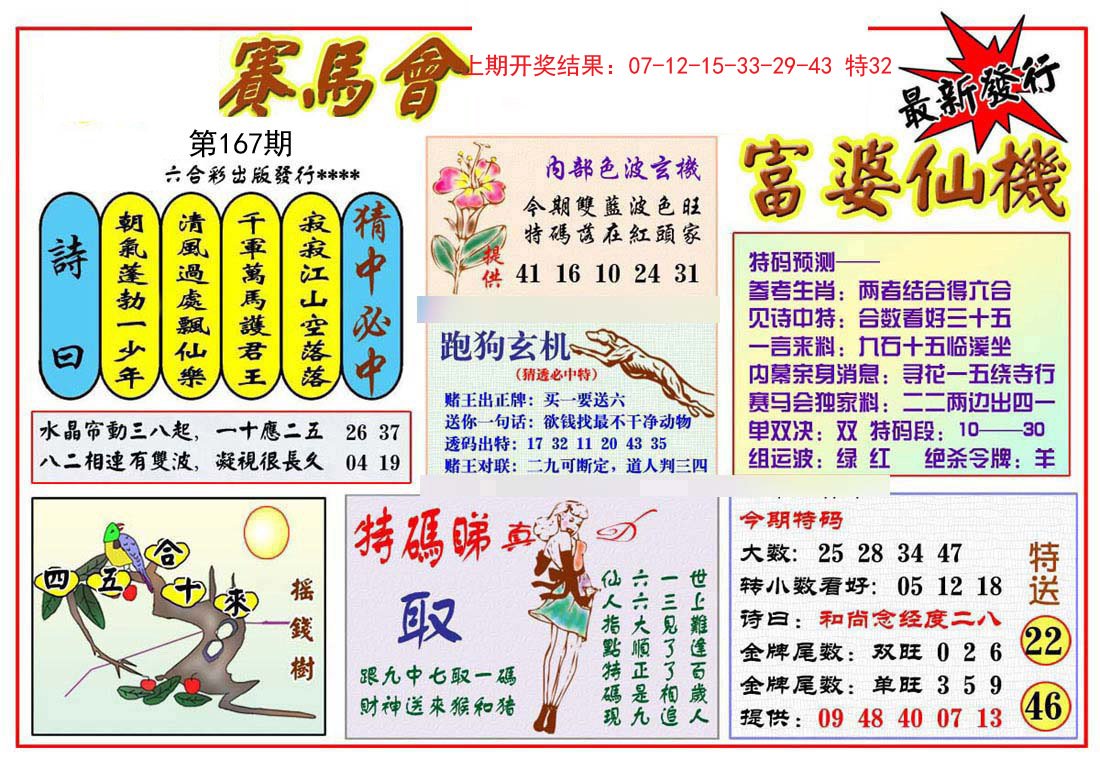 賽馬會
上期开奖结果：07-12-15-33-29-43 特32
最新發行
第167期
六合彩出版發行****
富婆仙機
詩曰
朝氣蓬勃一少年
清風過處飄仙樂
千軍萬馬護君王
寂寂江山空落落
猜中必中
水晶帘動三八起，一十應二五 26 37
八二相連有雙波，凝視很長久 04 19
内部色波玄機
今期雙藍波色旺
特碼落在紅頭家
提供 41 16 10 24 31
跑狗玄机
（猜透必中特）
赌王出正牌：买一要送六
送你一句话：欲钱找最不干净动物
透码出特：17 32 11 20 43 35
赌王对联：二九可断定，道人判三四
特码预测——
参考生肖：两者结合得六合
见诗中特：合数看好三十五
一言来料：九石十五临溪坐
内幕亲身消息：寻花一五绕寺行
赛马会独家料：二二两边出四一
单双决：双 特码段：10——30
组运波：绿 红 绝杀令牌：羊
四五合十來
摇錢樹
特碼睇真
取
跟九中七取一碼
財神送來猴和猪
世上難逢百歲人
一三見了了相追
六六大順正是九
仙人指點特碼現
今期特码
大数：25 28 34 47
转小数看好：05 12 18
诗曰：和尚念经度二八
金牌尾数：双旺 0 2 6
金牌尾数：单旺 3 5 9
提供：09 48 40 07 13
特送
22
46